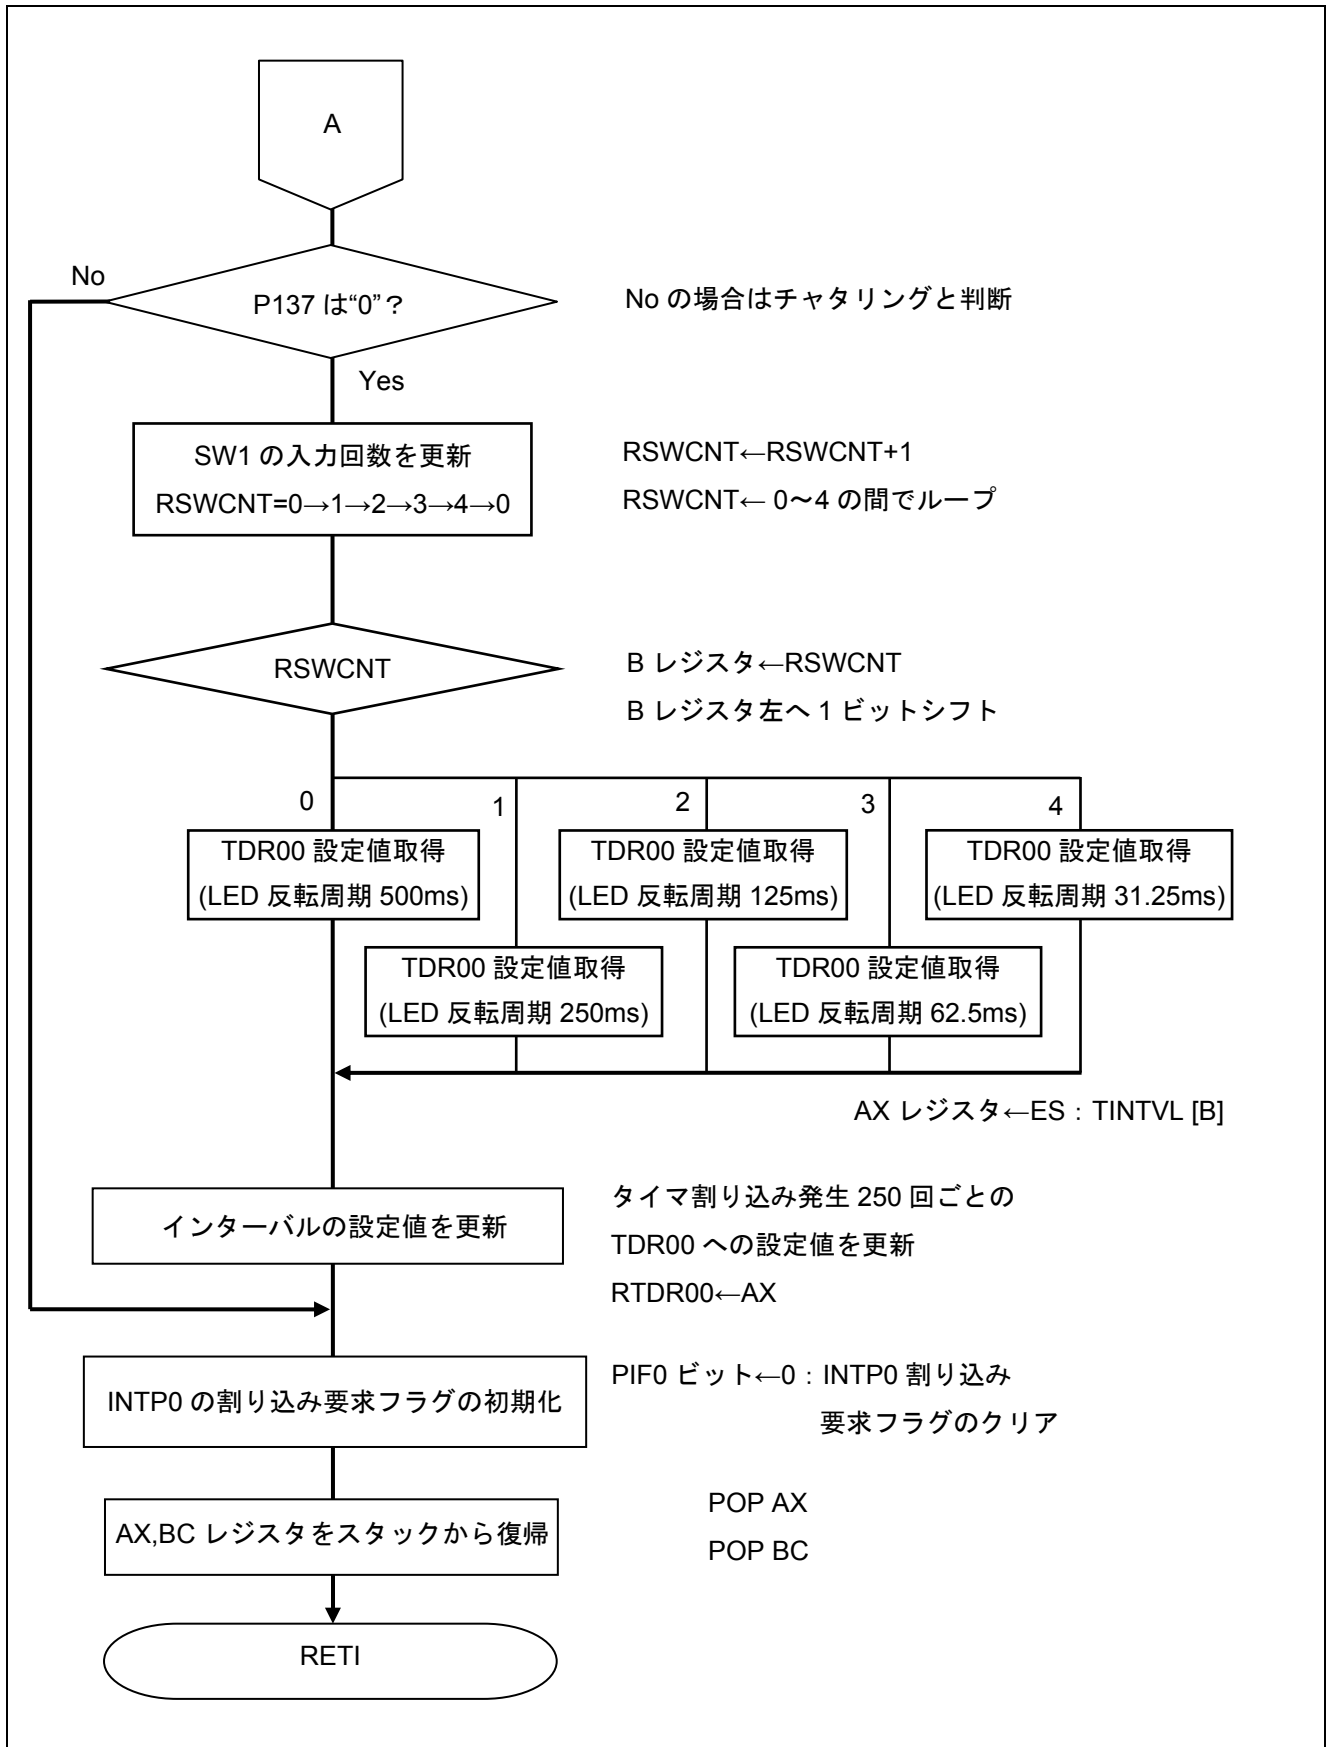 A
No
P137 は“0”？
No の場合はチャタリングと判断
Yes
SW1 の入力回数を更新
RSWCNT=0→1→2→3→4→0
RSWCNT←RSWCNT+1
RSWCNT← 0～4 の間でループ
RSWCNT
B レジスタ←RSWCNT
B レジスタ左へ 1 ビットシフト
0
1
2
3
4
TDR00 設定値取得
(LED 反転周期 500ms)
TDR00 設定値取得
(LED 反転周期 125ms)
TDR00 設定値取得
(LED 反転周期 31.25ms)
TDR00 設定値取得
(LED 反転周期 250ms)
TDR00 設定値取得
(LED 反転周期 62.5ms)
AX レジスタ←ES：TINTVL [B]
インターバルの設定値を更新
タイマ割り込み発生 250 回ごとの
TDR00 への設定値を更新
RTDR00←AX
INTP0 の割り込み要求フラグの初期化
PIF0 ビット←0：INTP0 割り込み
要求フラグのクリア
AX,BC レジスタをスタックから復帰
POP AX
POP BC
RETI